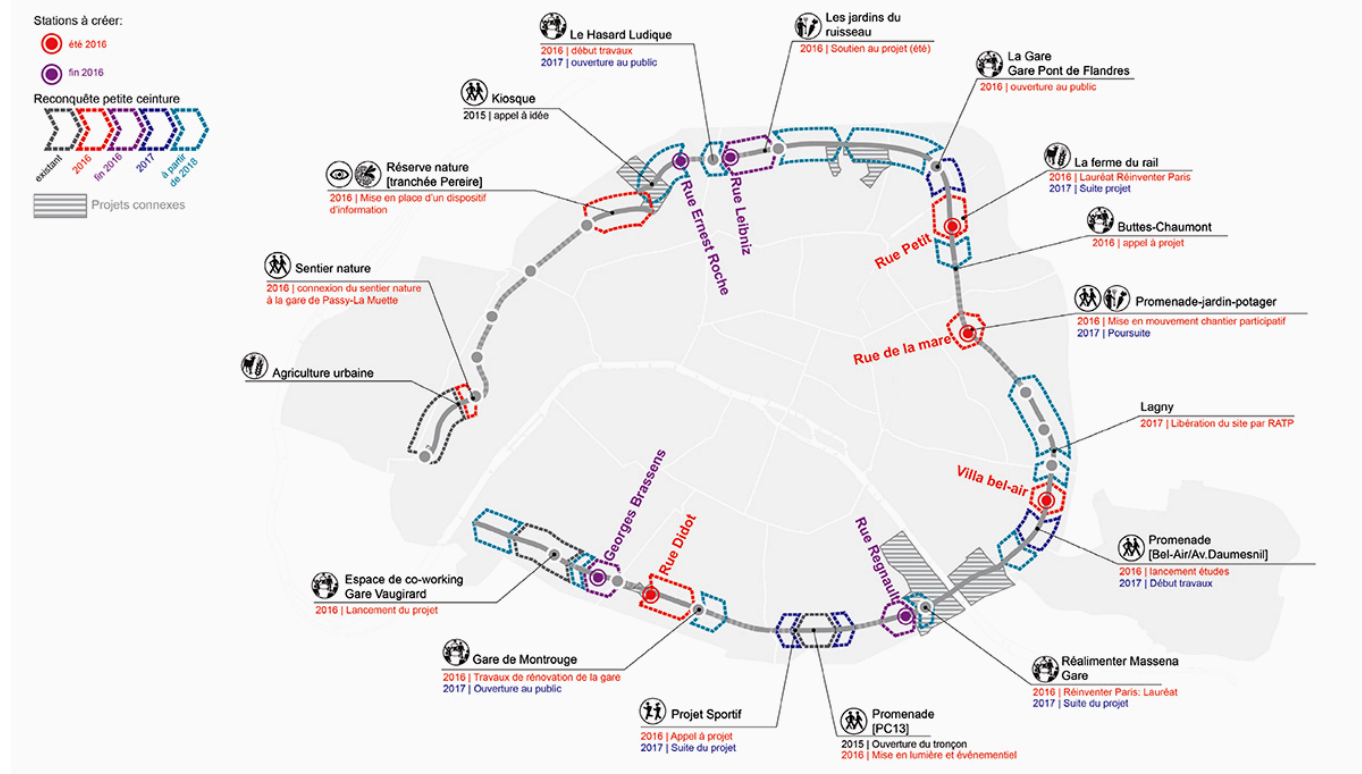 Stations à créer:
été 2016
fin 2016
Reconquête petite ceinture
existant
2016
fin 2016
2017
à partir
de 2018
Projets connexes
Le Hasard Ludique
2016 | début travaux
2017 | ouverture au public
Les jardins du
ruisseau
2016 | Soutien au projet (été)
La Gare
Gare Pont de Flandres
2016 | ouverture au public
Kiosque
2015 | appel à idée
Réserve nature
[tranchée Pereire]
2016 | Mise en place d'un dispositif
d'information
La ferme du rail
2016 | Lauréat Réinventer Paris
2017 | Suite projet
Buttes-Chaumont
2016 | appel à projet
Sentier nature
2016 | connexion du sentier nature
à la gare de Passy-La Muette
Promenade-jardin-potager
2016 | Mise en mouvement chantier participatif
2017 | Poursuite
Agriculture urbaine
Lagny
2017 | Libération du site par RATP
Rue Ernest Roche
Rue Leibniz
Rue Petit
Rue de la mare
Villa bel-air
Georges Brassens
Rue Didot
Rue Regnault
Promenade
[Bel-Air/Av.Daumesnil]
2016 | lancement études
2017 | Début travaux
Espace de co-working
Gare Vaugirard
2016 | Lancement du projet
Gare de Montrouge
2016 | Travaux de rénovation de la gare
2017 | Ouverture au public
Réalimenter Massena
Gare
2016 | Réinventer Paris: Lauréat
2017 | Suite du projet
Projet Sportif
2016 | Appel à projet
2017 | Suite du projet
Promenade
[PC13]
2015 | Ouverture du tronçon
2016 | Mise en lumière et événementiel